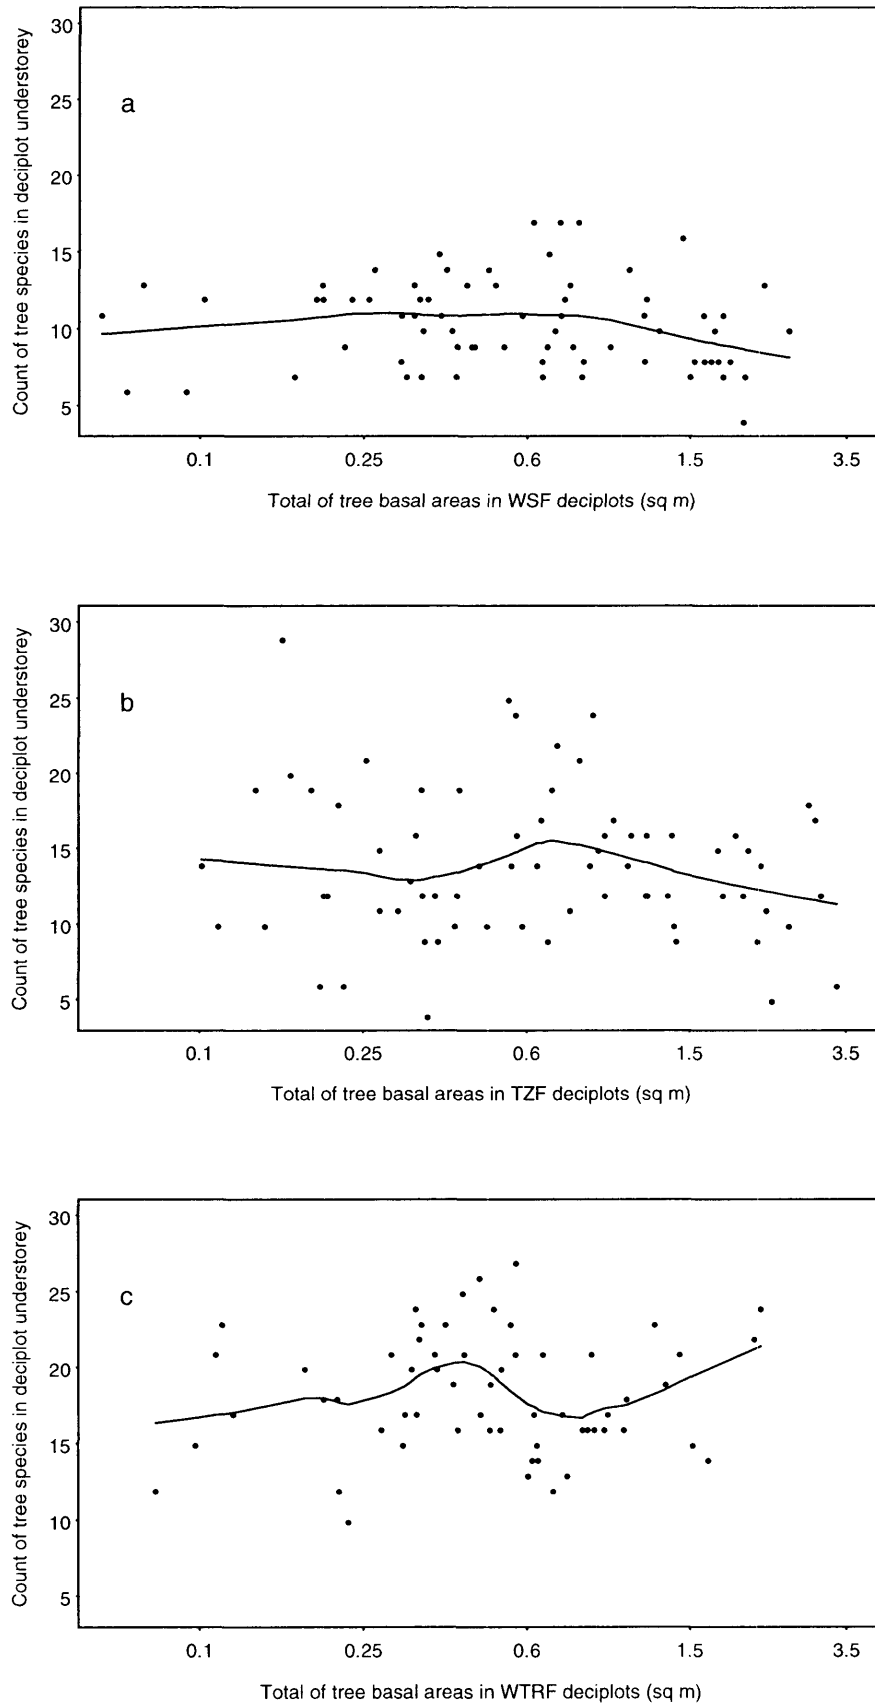 Count of tree species in deciplot understorey
30
25
20
15
10
5
a
0.1 0.25 0.6 1.5 3.5
Total of tree basal areas in WSF deciplots (sq m)
Count of tree species in deciplot understorey
30
25
20
15
10
5
b
0.1 0.25 0.6 1.5 3.5
Total of tree basal areas in TZF deciplots (sq m)
Count of tree species in deciplot understorey
30
25
20
15
10
5
c
0.1 0.25 0.6 1.5 3.5
Total of tree basal areas in WTRF deciplots (sq m)